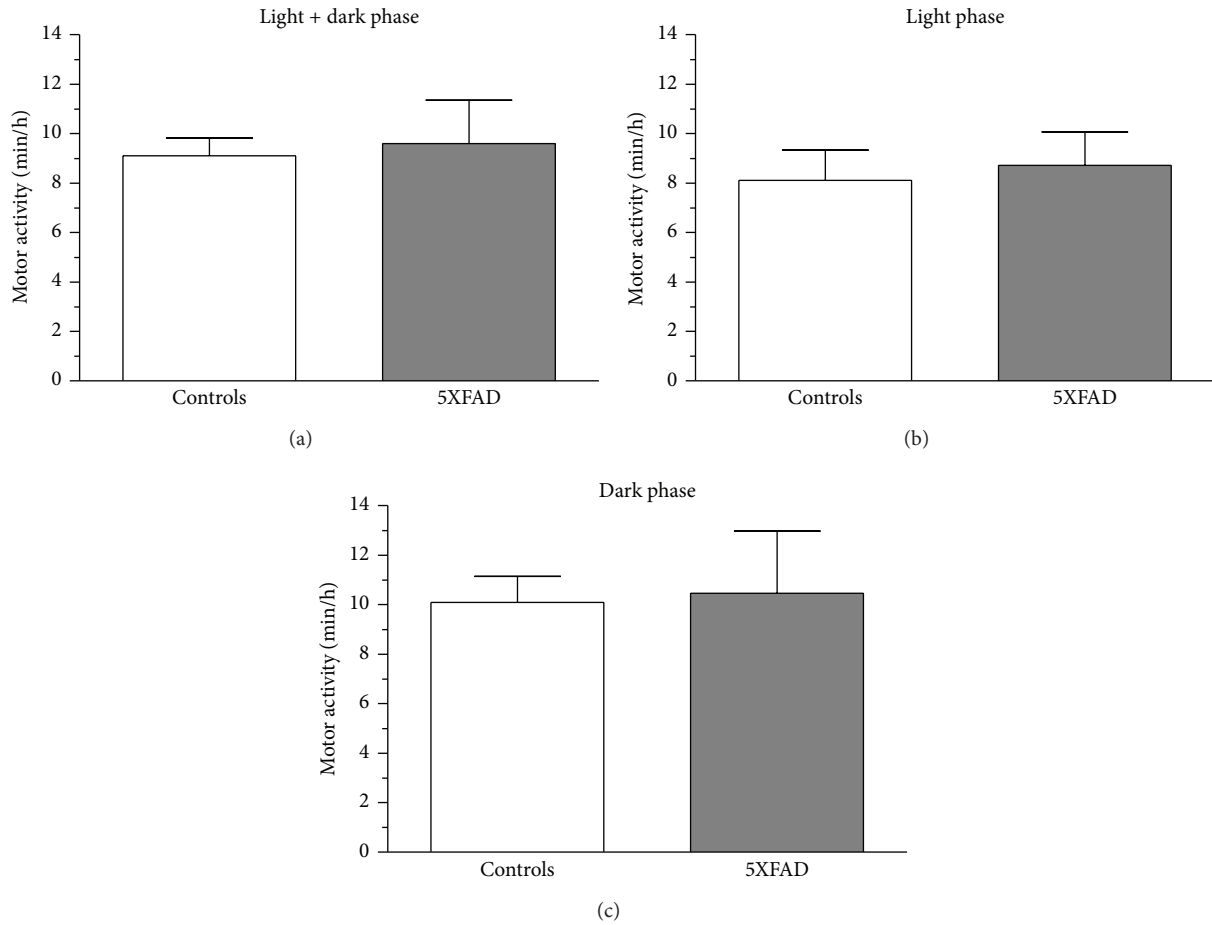 Light + dark phase
Motor activity (min/h)
14
12
10
8
6
4
2
0
Controls 5XFAD
(a)
Light phase
Motor activity (min/h)
14
12
10
8
6
4
2
0
Controls 5XFAD
(b)
Dark phase
Motor activity (min/h)
14
12
10
8
6
4
2
0
Controls 5XFAD
(c)